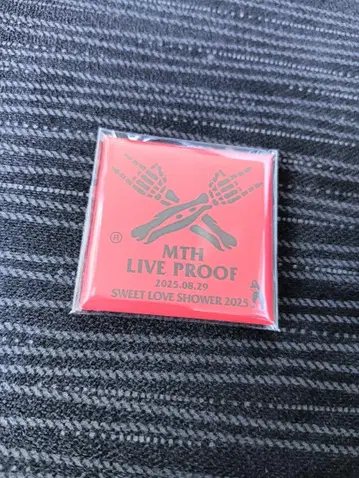 ®
MTH
LIVE PROOF
2025.08.29
SWEET LOVE SHOWER 2025